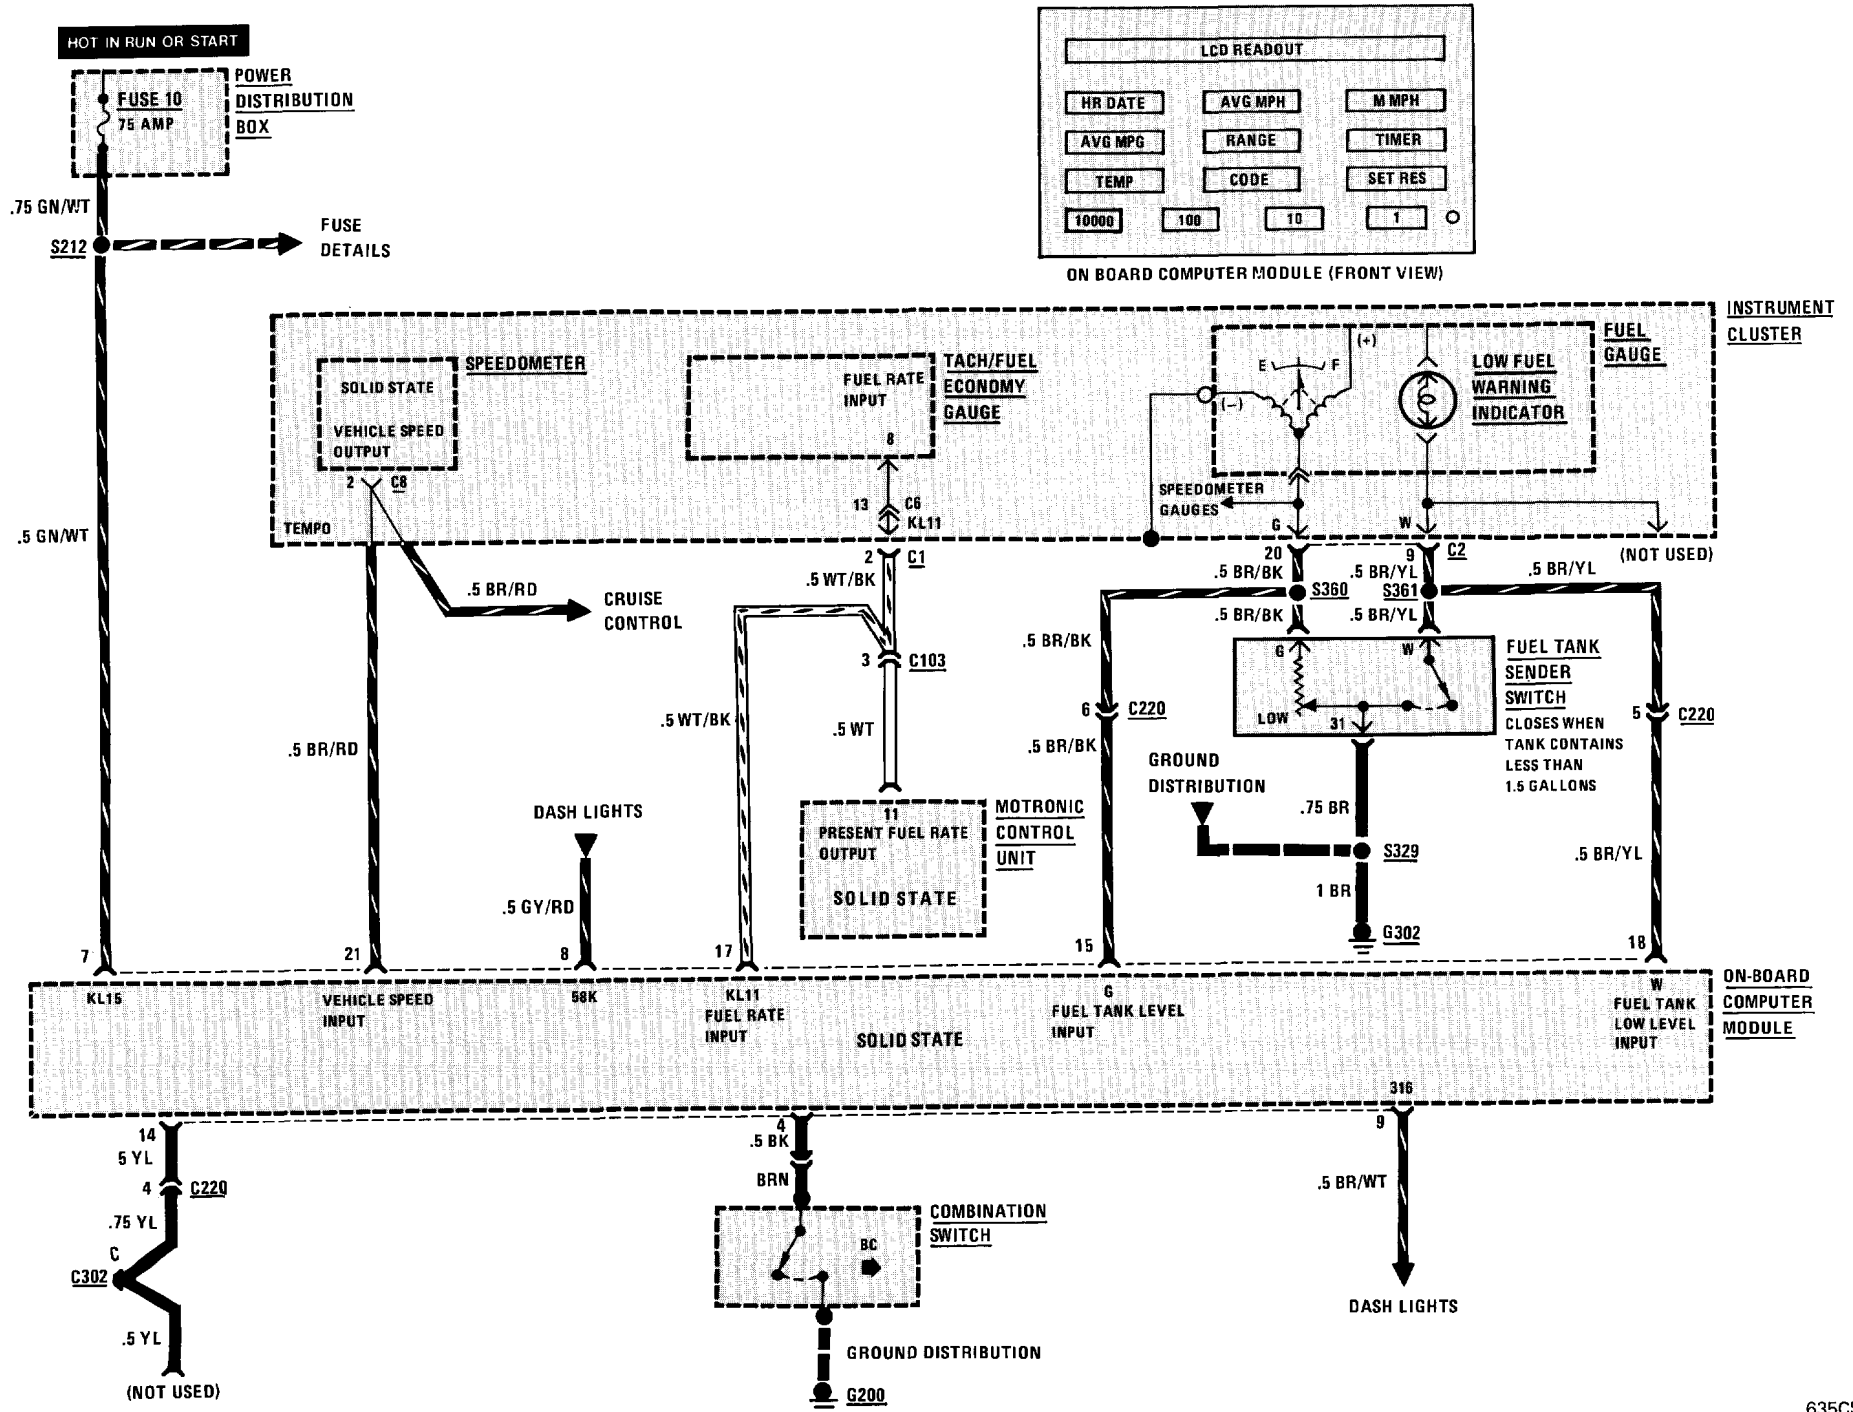 HOT IN RUN OR START
POWER
DISTRIBUTION
BOX
FUSE 10
75 AMP
.75 GN/WT
S212
FUSE
DETAILS
.5 GN/WT
LCD READOUT
HR DATE
AVG MPH
M MPH
AVG MPG
RANGE
TIMER
TEMP
CODE
SET RES
10000
100
10
1
ON BOARD COMPUTER MODULE (FRONT VIEW)
INSTRUMENT
CLUSTER
SPEEDOMETER
SOLID STATE
VEHICLE SPEED
OUTPUT
2
C8
TEMPO
TACH/FUEL
ECONOMY
GAUGE
FUEL RATE
INPUT
8
13
C6
KL11
FUEL
GAUGE
(+)
E
F
(–)
LOW FUEL
WARNING
INDICATOR
SPEEDOMETER
GAUGES
G
W
(NOT USED)
2
C1
20
9
C2
.5 BR/RD
CRUISE
CONTROL
.5 WT/BK
.5 BR/BK
.5 BR/YL
.5 BR/YL
S360
S361
.5 BR/BK
.5 BR/YL
.5 BR/BK
3
C103
.5 WT/BK
.5 WT
.5 BR/RD
G
W
LOW
31
FUEL TANK
SENDER
SWITCH
CLOSES WHEN
TANK CONTAINS
LESS THAN
1.5 GALLONS
6
C220
5
C220
.5 BR/BK
GROUND
DISTRIBUTION
.75 BR
S329
1 BR
G302
.5 BR/YL
DASH LIGHTS
.5 GY/RD
11
PRESENT FUEL RATE
OUTPUT
SOLID STATE
MOTRONIC
CONTROL
UNIT
7
21
8
17
15
18
KL15
VEHICLE SPEED
INPUT
58K
KL11
FUEL RATE
INPUT
SOLID STATE
G
FUEL TANK LEVEL
INPUT
W
FUEL TANK
LOW LEVEL
INPUT
ON-BOARD
COMPUTER
MODULE
316
14
5 YL
4
C220
.75 YL
C
C302
.5 YL
(NOT USED)
4
.5 BK
BRN
COMBINATION
SWITCH
BC
GROUND DISTRIBUTION
G200
9
.5 BR/WT
DASH LIGHTS